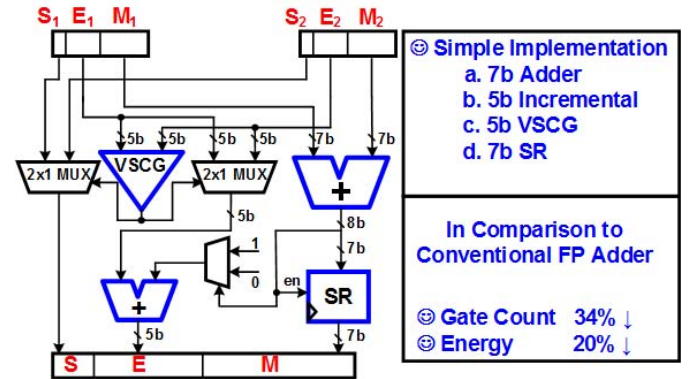 S1 E1 M1
S2 E2 M2
5b 5b 5b 5b 7b 7b
2x1 MUX
VSCG
2x1 MUX
+
5b
8b
7b
1
0
en
SR
+
5b
7b
S E M
☺ Simple Implementation
a. 7b Adder
b. 5b Incremental
c. 5b VSCG
d. 7b SR
In Comparison to
Conventional FP Adder
☺ Gate Count 34% ↓
☺ Energy 20% ↓